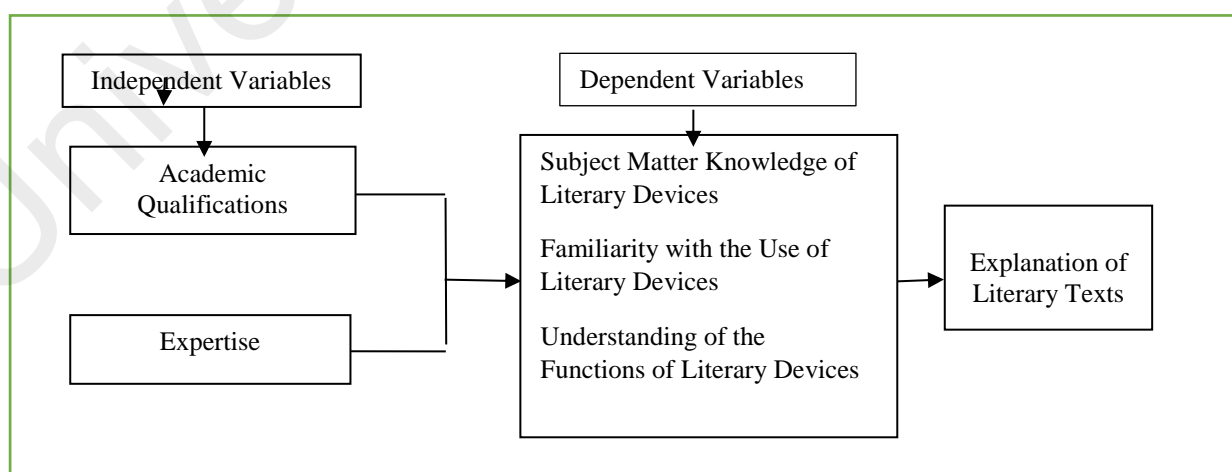 Independent Variables
Dependent Variables
Academic
Qualifications
Expertise
Subject Matter Knowledge of
Literary Devices
Familiarity with the Use of
Literary Devices
Understanding of the
Functions of Literary Devices
Explanation of
Literary Texts